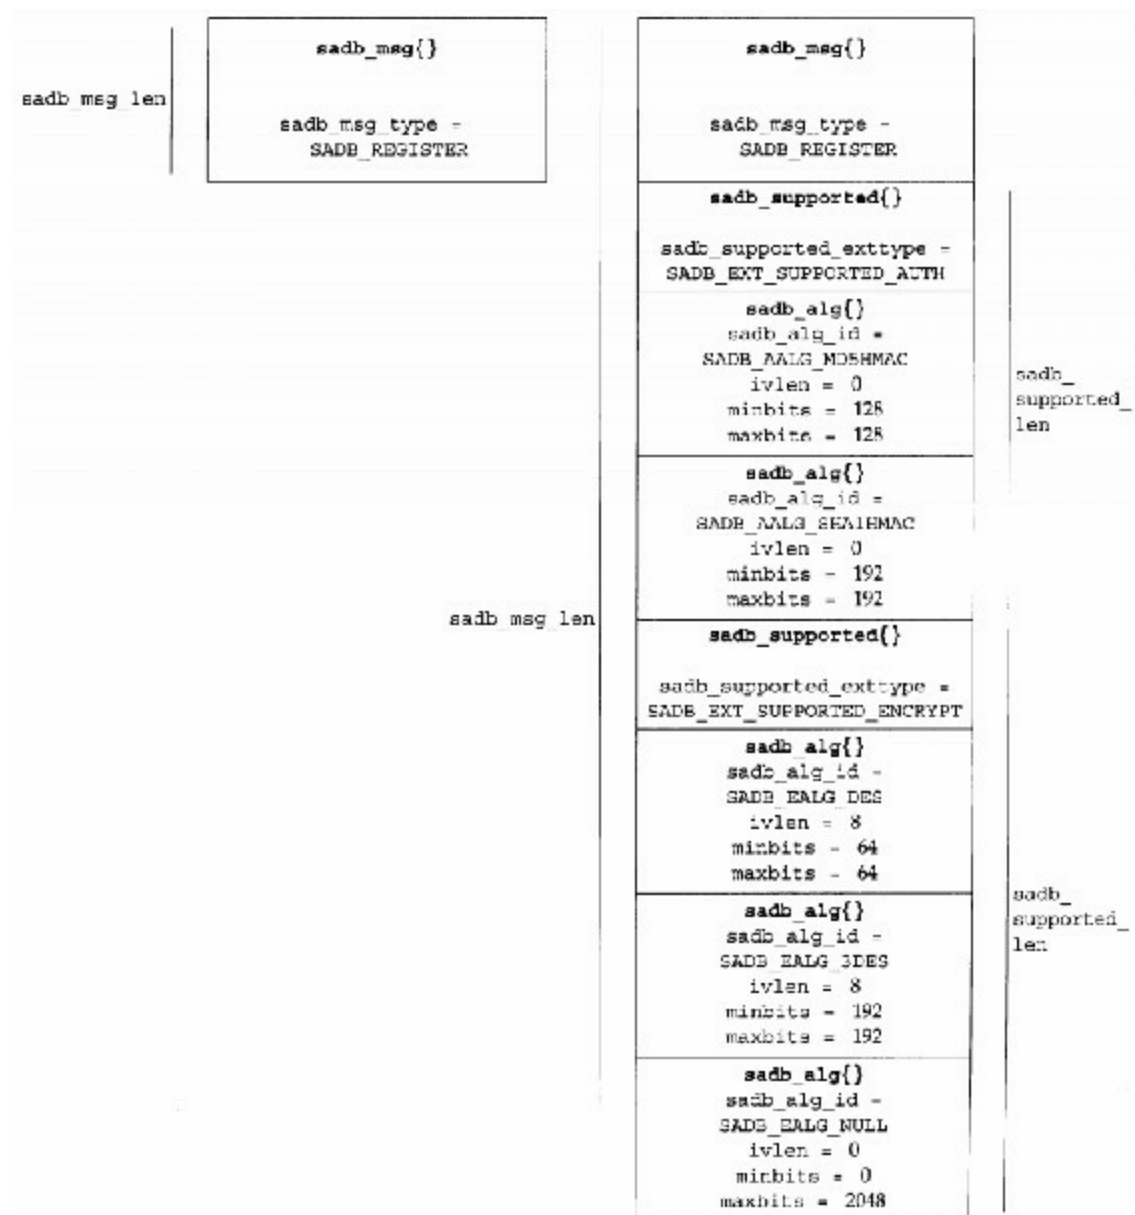 sadb_msg{}
sadb_msg_len
sadb_msg_type =
SADB_REGISTER
sadb_msg{}
sadb_msg_type =
SADB_REGISTER
sadb_supported{}
sadb_supported_exttype =
SADB_EXT_SUPPORTED_AUTH
sadb_alg{}
sadb_alg_id =
SADB_AALG_MD5HMAC
ivlen = 0
minbits = 128
maxbits = 128
sadb_
supported_
len
sadb_alg{}
sadb_alg_id =
SADB_AALG_SHA1HMAC
ivlen = 0
minbits = 192
maxbits = 192
sadb_msg_len
sadb_supported{}
sadb_supported_exttype =
SADB_EXT_SUPPORTED_ENCRYPT
sadb_alg{}
sadb_alg_id =
SADB_EALG_DES
ivlen = 8
minbits = 64
maxbits = 64
sadb_alg{}
sadb_alg_id =
SADB_EALG_3DES
ivlen = 8
minbits = 192
maxbits = 192
sadb_
supported_
len
sadb_alg{}
sadb_alg_id =
SADB_EALG_NULL
ivlen = 0
minbits = 0
maxbits = 2048